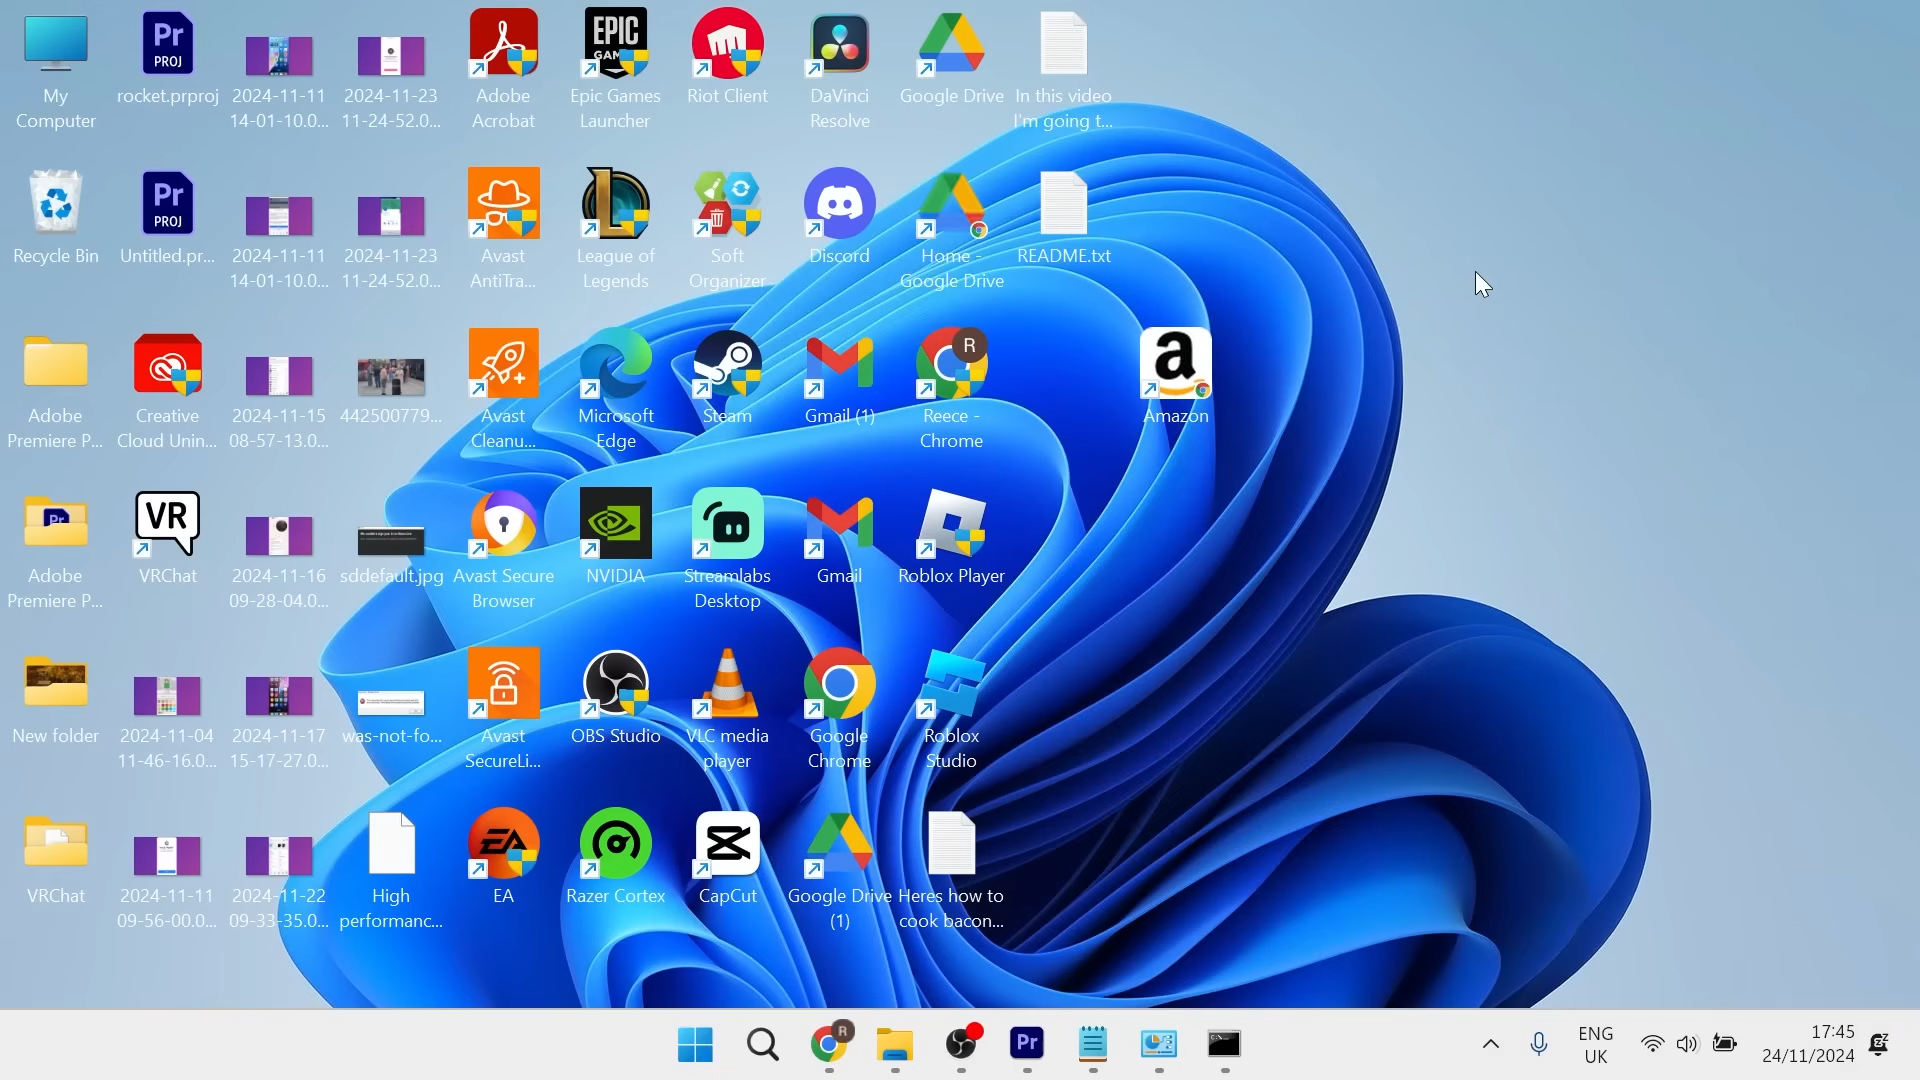 My
Computer
rocket.prproj
2024-11-11
14-01-10.0...
2024-11-23
11-24-52.0...
Adobe
Acrobat
Epic Games
Launcher
Riot Client
DaVinci
Resolve
Google Drive
In this video
I'm going t...
Recycle Bin
Untitled.pr...
2024-11-11
14-01-10.0...
2024-11-23
11-24-52.0...
Avast
AntiTra...
League of
Legends
Soft
Organizer
Discord
Home -
Google Drive
README.txt
Adobe
Premiere P...
Creative
Cloud Unin...
2024-11-15
08-57-13.0...
442500779...
Avast
Cleanu...
Microsoft
Edge
Steam
Gmail (1)
Reece -
Chrome
Amazon
Adobe
Premiere P...
VRChat
2024-11-16
09-28-04.0...
sddefault.jpg
Avast Secure
Browser
NVIDIA
Streamlabs
Desktop
Gmail
Roblox Player
New folder
2024-11-04
11-46-16.0...
2024-11-17
15-17-27.0...
was-not-fo...
Avast
SecureLi...
OBS Studio
VLC media
player
Google
Chrome
Roblox
Studio
VRChat
2024-11-11
09-56-00.0...
2024-11-22
09-33-35.0...
High
performanc...
EA
Razer Cortex
CapCut
Google Drive
(1)
Heres how to
cook bacon...
Pr
PROJ
Pr
PROJ
EPIC
GAM
VR
R
a
EA
R
Pr
ENG
UK
17:45
24/11/2024